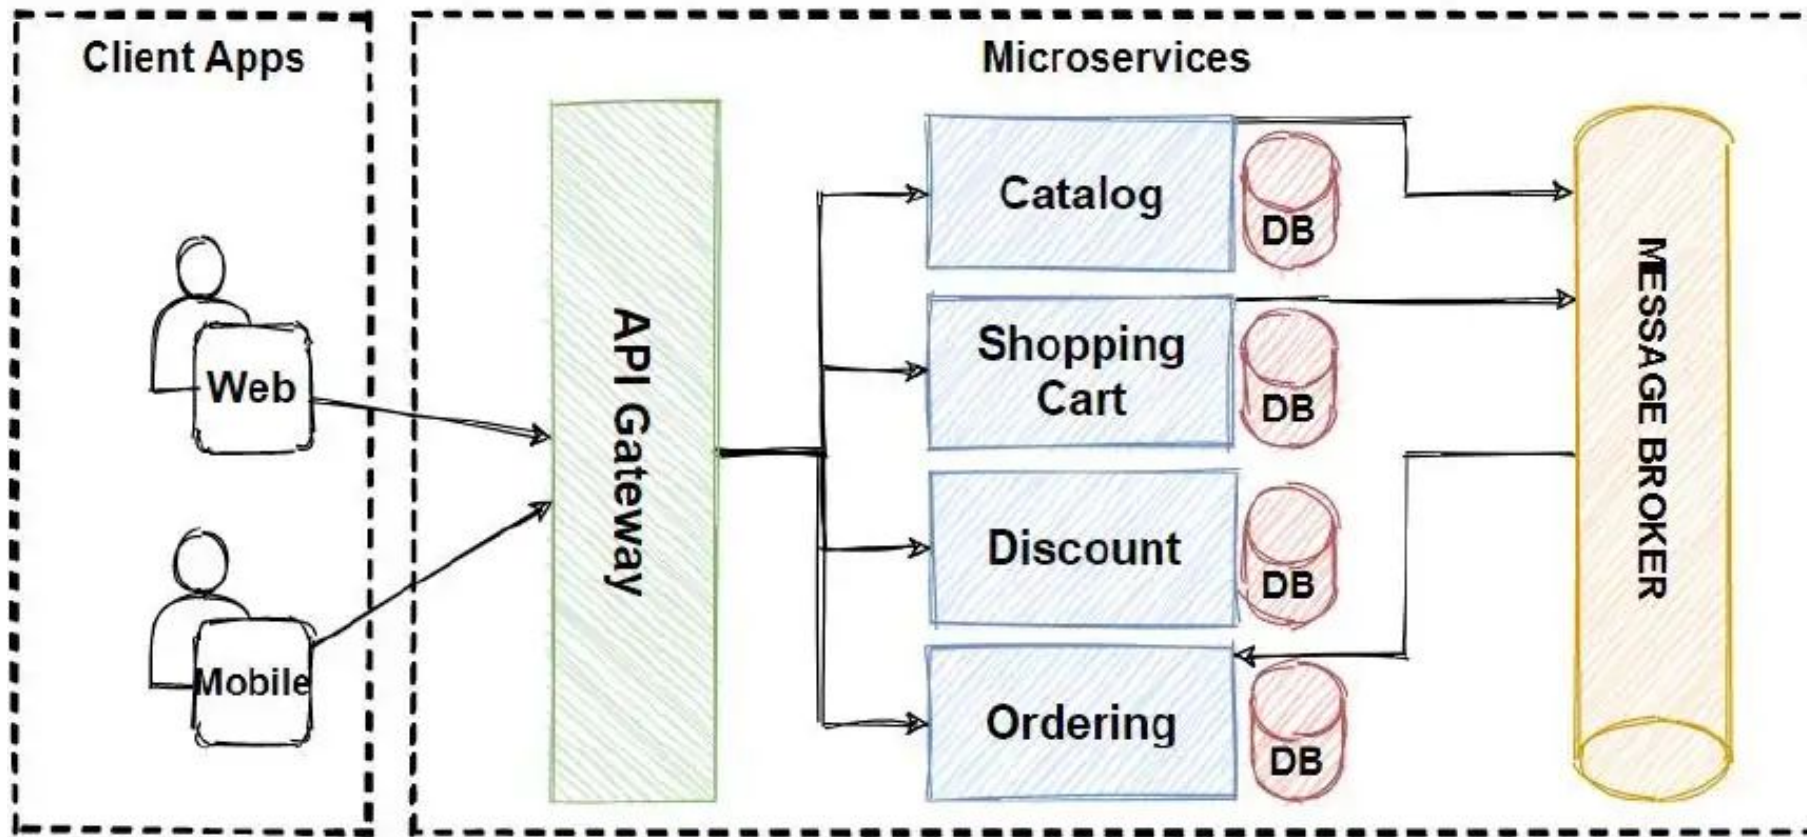 Client Apps
Microservices
Web
Mobile
API Gateway
Catalog
DB
Shopping
Cart
DB
Discount
DB
Ordering
DB
MESSAGE BROKER